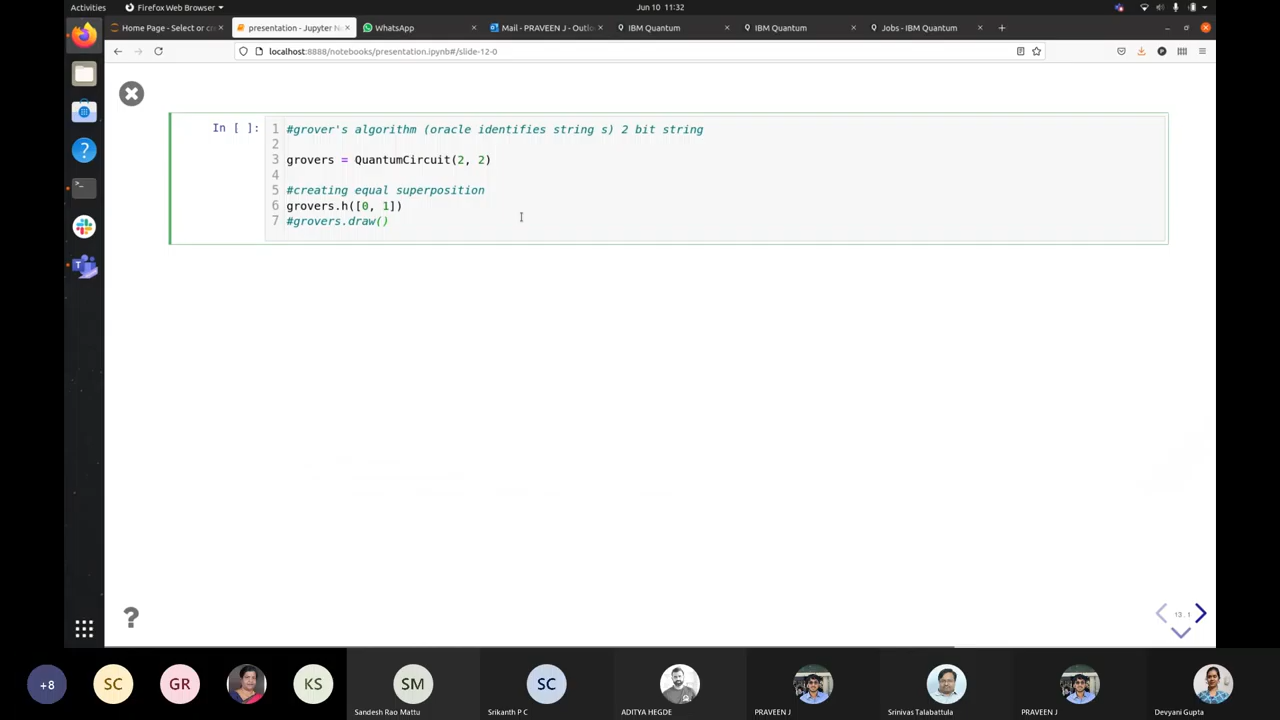 Activities
Firefox Web Browser
Jun 10 11:32
Home Page - Select or cr
presentation - Jupyter N
WhatsApp
Mail - PRAVEEN J - Outlo
IBM Quantum
IBM Quantum
Jobs - IBM Quantum
localhost:8888/notebooks/presentation.ipynb#/slide-12-0
In [ ]:
1 #grover's algorithm (oracle identifies string s) 2 bit string
2
3 grovers = QuantumCircuit(2, 2)
4
5 #creating equal superposition
6 grovers.h([0, 1])
7 #grovers.draw()
?
13.1
+8
SC
GR
KS
SM
SC
Sandesh Rao Mattu
Srikanth P C
ADITYA HEGDE
PRAVEEN J
Srinivas Talabattula
PRAVEEN J
Devyani Gupta